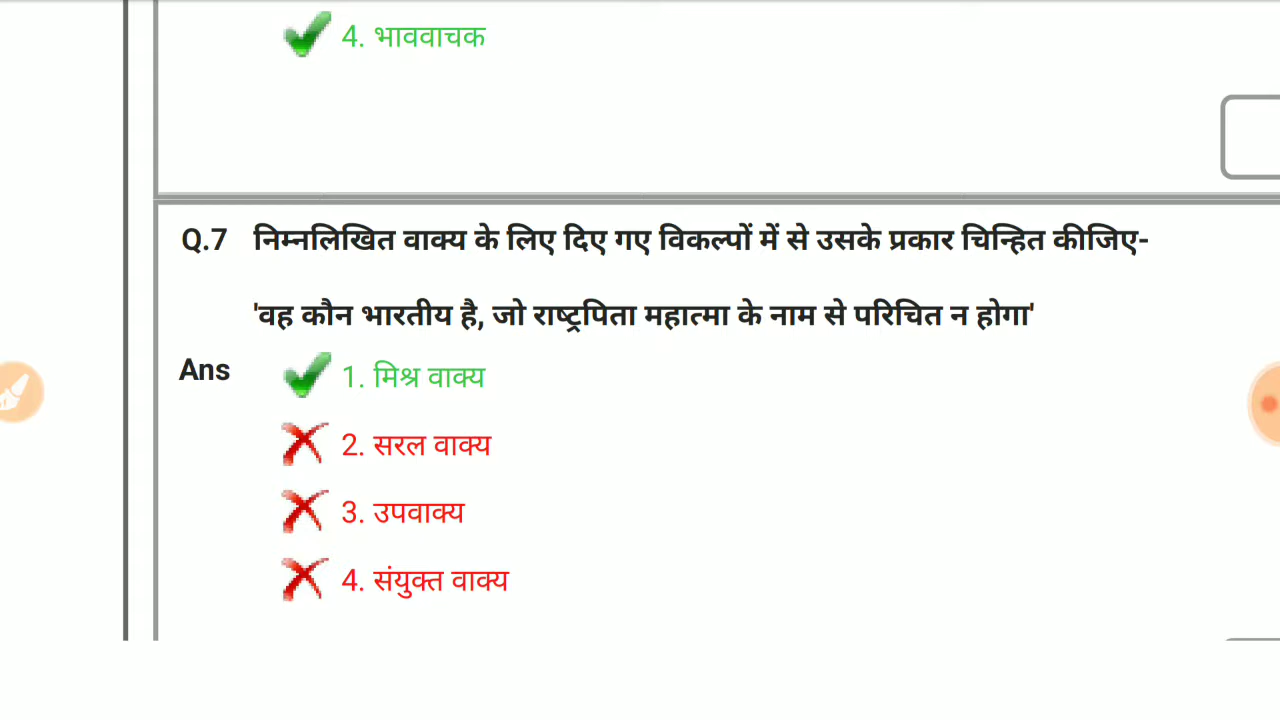 4. भाववाचक
Q.7 निम्नलिखित वाक्य के लिए दिए गए विकल्पों में से उसके प्रकार चिन्हित कीजिए-
'वह कौन भारतीय है, जो राष्ट्रपिता महात्मा के नाम से परिचित न होगा'
Ans 1. मिश्र वाक्य
2. सरल वाक्य
3. उपवाक्य
4. संयुक्त वाक्य